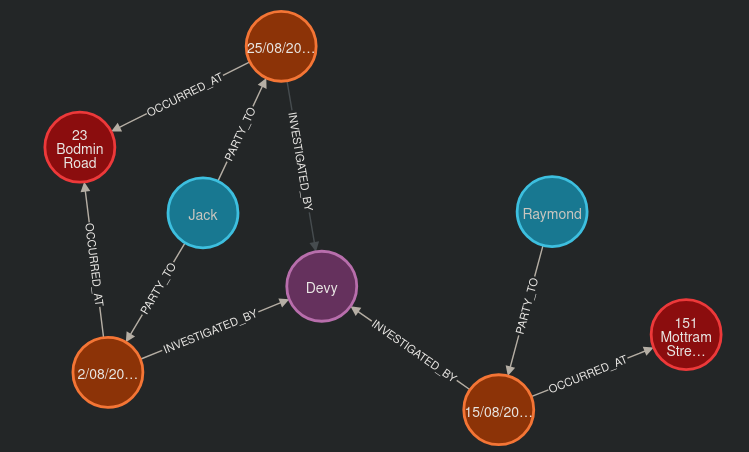 25/08/20…
OCCURRED_AT
23
Bodmin
Road
PARTY_TO
INVESTIGATED_BY
Jack
Raymond
OCCURRED_AT
PARTY_TO
Devy
PARTY_TO
INVESTIGATED_BY
INVESTIGATED_BY
151
Mottram
Stre…
2/08/20…
OCCURRED_AT
15/08/20…